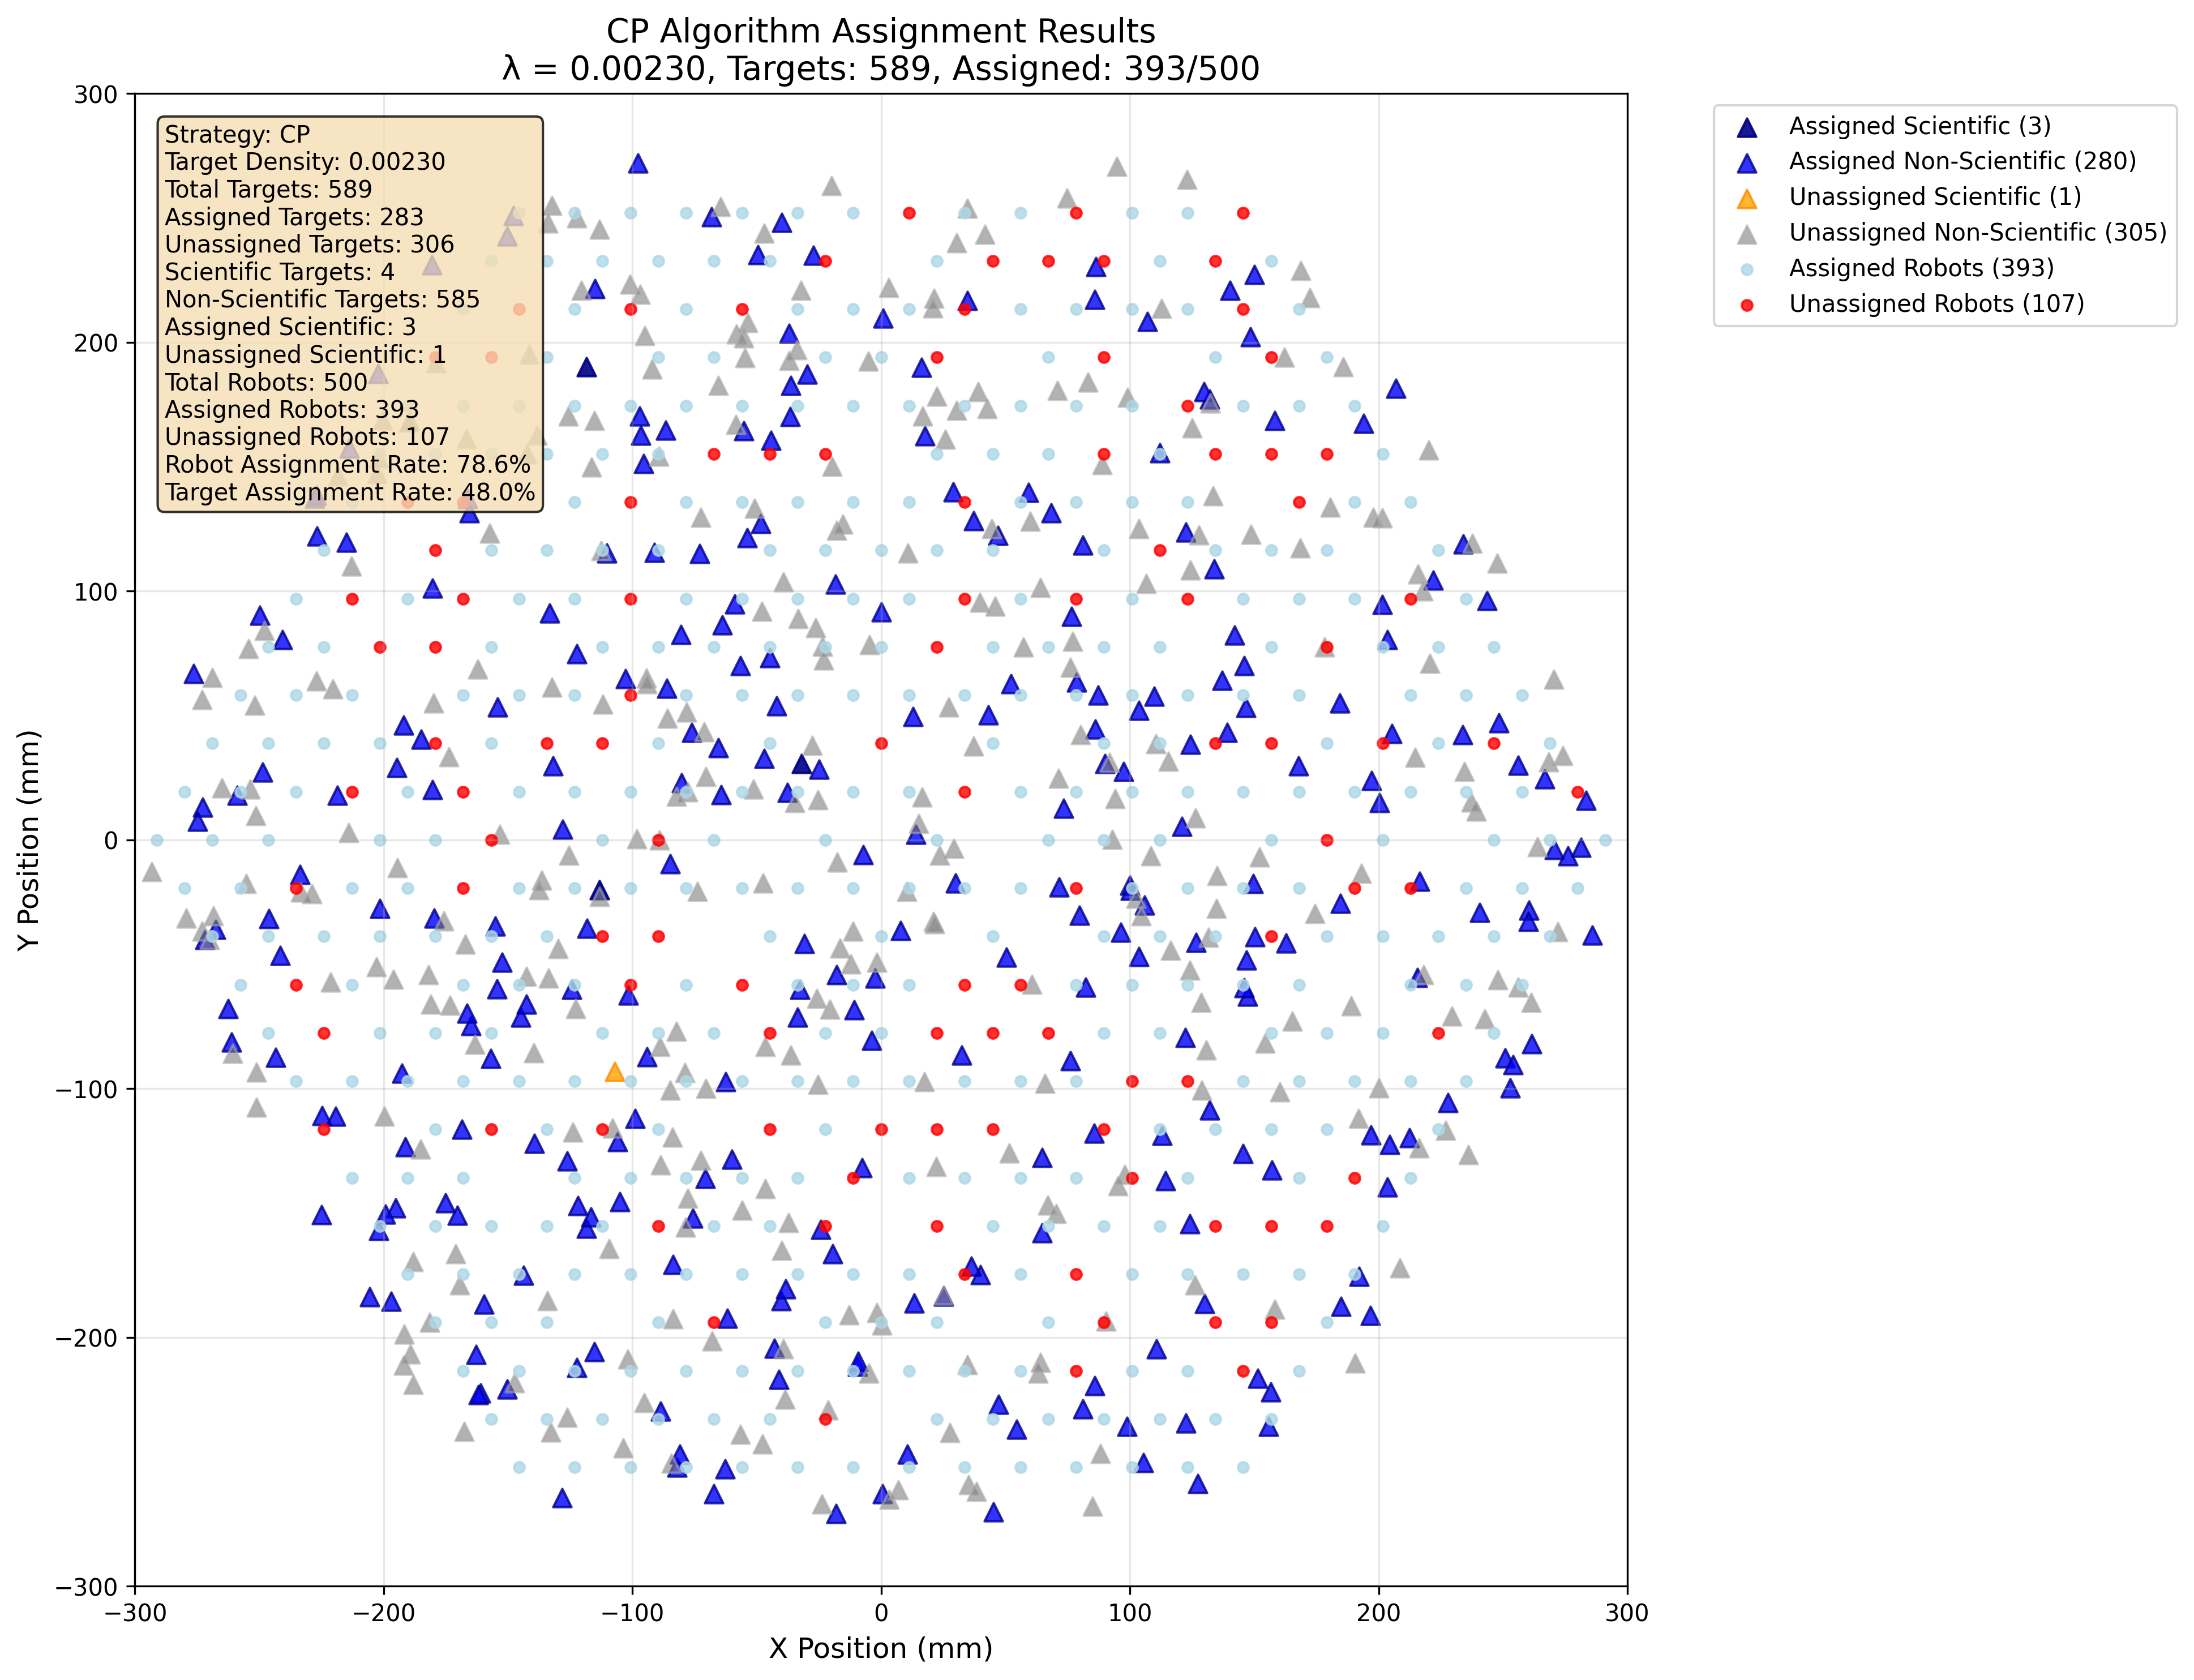 CP Algorithm Assignment Results
λ = 0.00230, Targets: 589, Assigned: 393/500
Strategy: CP
Target Density: 0.00230
Total Targets: 589
Assigned Targets: 283
Unassigned Targets: 306
Scientific Targets: 4
Non-Scientific Targets: 585
Assigned Scientific: 3
Unassigned Scientific: 1
Total Robots: 500
Assigned Robots: 393
Unassigned Robots: 107
Robot Assignment Rate: 78.6%
Target Assignment Rate: 48.0%
Assigned Scientific (3)
Assigned Non-Scientific (280)
Unassigned Scientific (1)
Unassigned Non-Scientific (305)
Assigned Robots (393)
Unassigned Robots (107)
Y Position (mm)
300
200
100
0
−100
−200
−300
−300
−200
−100
0
100
200
300
X Position (mm)